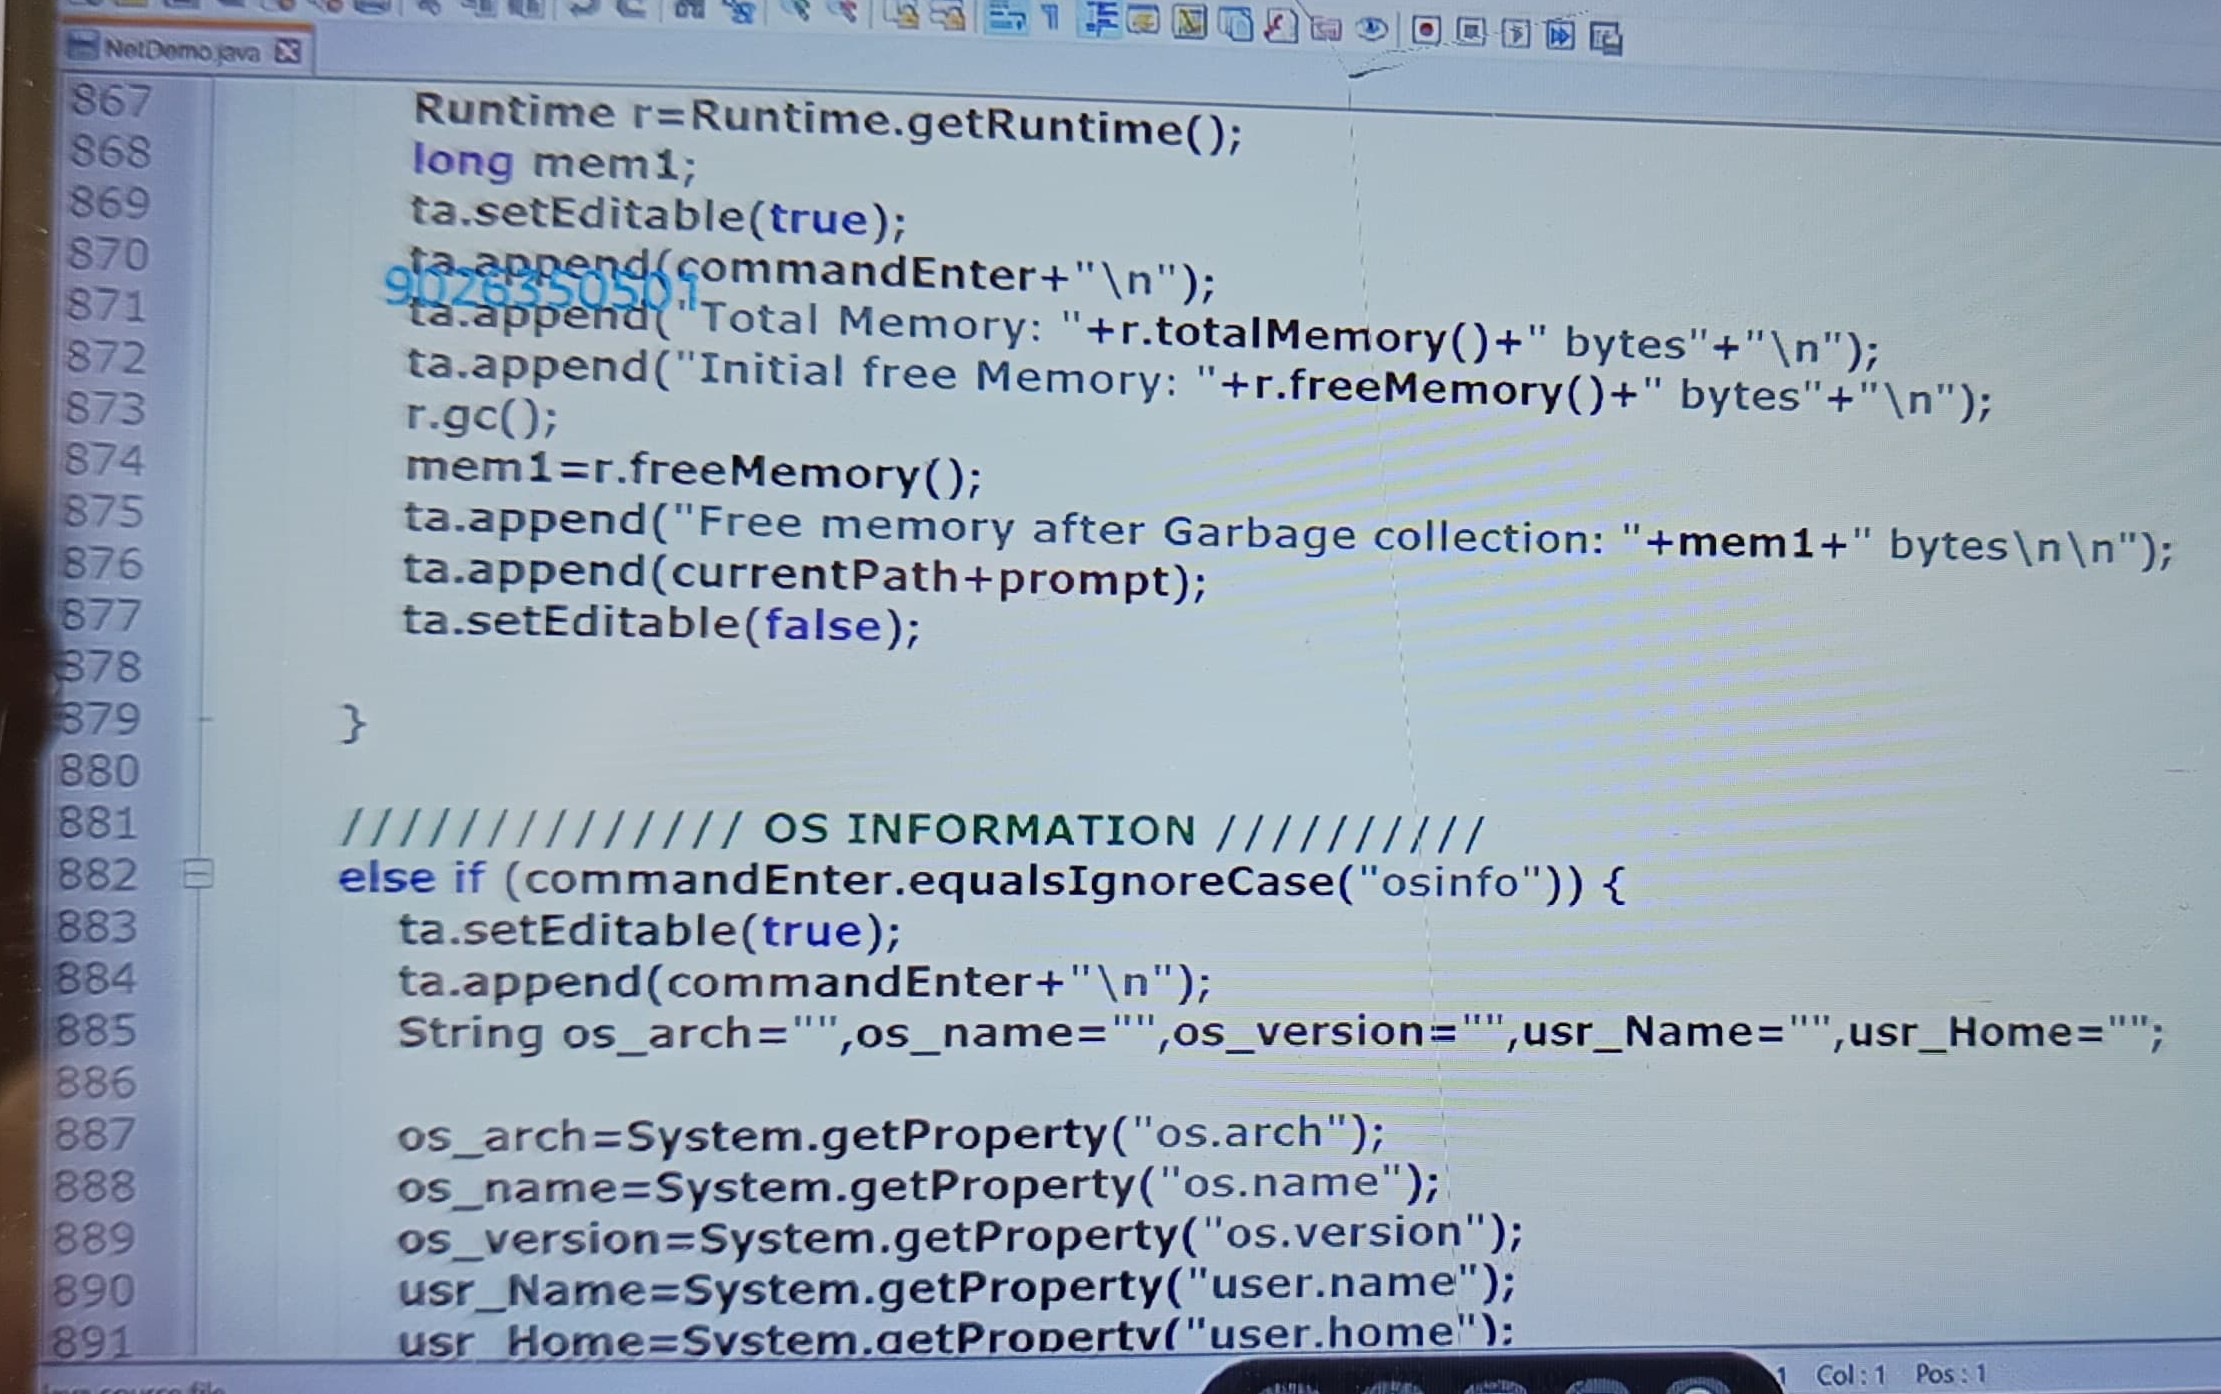 NetDemo.java
867 Runtime r=Runtime.getRuntime();
868 long mem1;
869 ta.setEditable(true);
870 ta.append(commandEnter+"\n");
9026350501
871 ta.append("Total Memory: "+r.totalMemory()+" bytes"+"\n");
872 ta.append("Initial free Memory: "+r.freeMemory()+" bytes"+"\n");
873 r.gc();
874 mem1=r.freeMemory();
875 ta.append("Free memory after Garbage collection: "+mem1+" bytes\n\n");
876 ta.append(currentPath+prompt);
877 ta.setEditable(false);
878
879 }
880
881 ////////////// OS INFORMATION //////////
882 else if (commandEnter.equalsIgnoreCase("osinfo")) {
883 ta.setEditable(true);
884 ta.append(commandEnter+"\n");
885 String os_arch="",os_name="",os_version="",usr_Name="",usr_Home="";
886
887 os_arch=System.getProperty("os.arch");
888 os_name=System.getProperty("os.name");
889 os_version=System.getProperty("os.version");
890 usr_Name=System.getProperty("user.name");
891 usr_Home=System.getProperty("user.home");
source file
1 Col : 1 Pos : 1